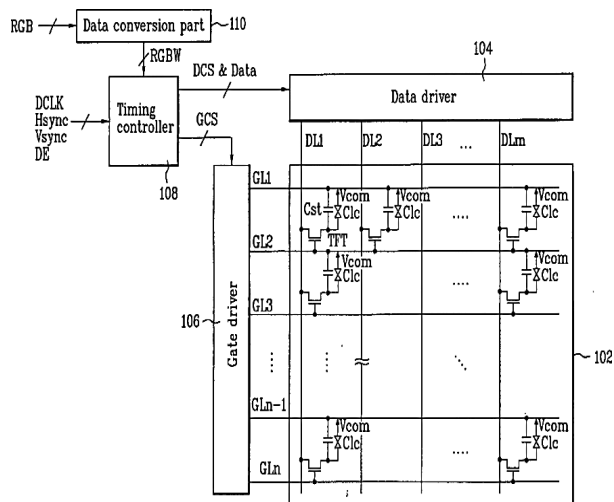 RGB
Data conversion part
110
RGBW
DCS & Data
104
Data driver
DCLK
Hsync
Vsync
DE
Timing
controller
108
GCS
DL1 DL2 DL3 ... DLm
GL1
Vcom Vcom Vcom
Cst Clc Clc .... Clc
GL2
TFT
Vcom Vcom
Clc .... Clc
GL3
106
Gate driver
102
GLn-1
Vcom Vcom
Clc .... Clc
GLn